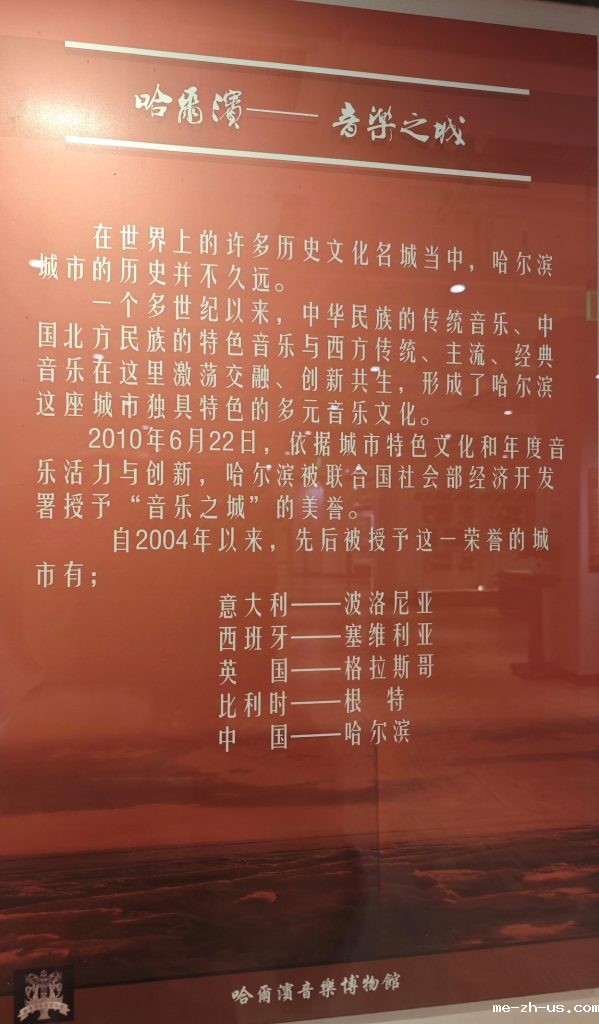 哈爾濱——音樂之城
在世界上的许多历史文化名城当中，哈尔滨
城市的历史并不久远。
一个多世纪以来，中华民族的传统音乐、中
国北方民族的特色音乐与西方传统、主流、经典
音乐在这里激荡交融、创新共生，形成了哈尔滨
这座城市独具特色的多元音乐文化。
2010年6月22日，依据城市特色文化和年度音
乐活力与创新，哈尔滨被联合国社会部经济开发
署授予“音乐之城”的美誉。
自2004年以来，先后被授予这一荣誉的城
市有；
意大利——波洛尼亚
西班牙——塞维利亚
英　国——格拉斯哥
比利时——根　特
中　国——哈尔滨
哈爾濱音樂博物館
me-zh-us.com